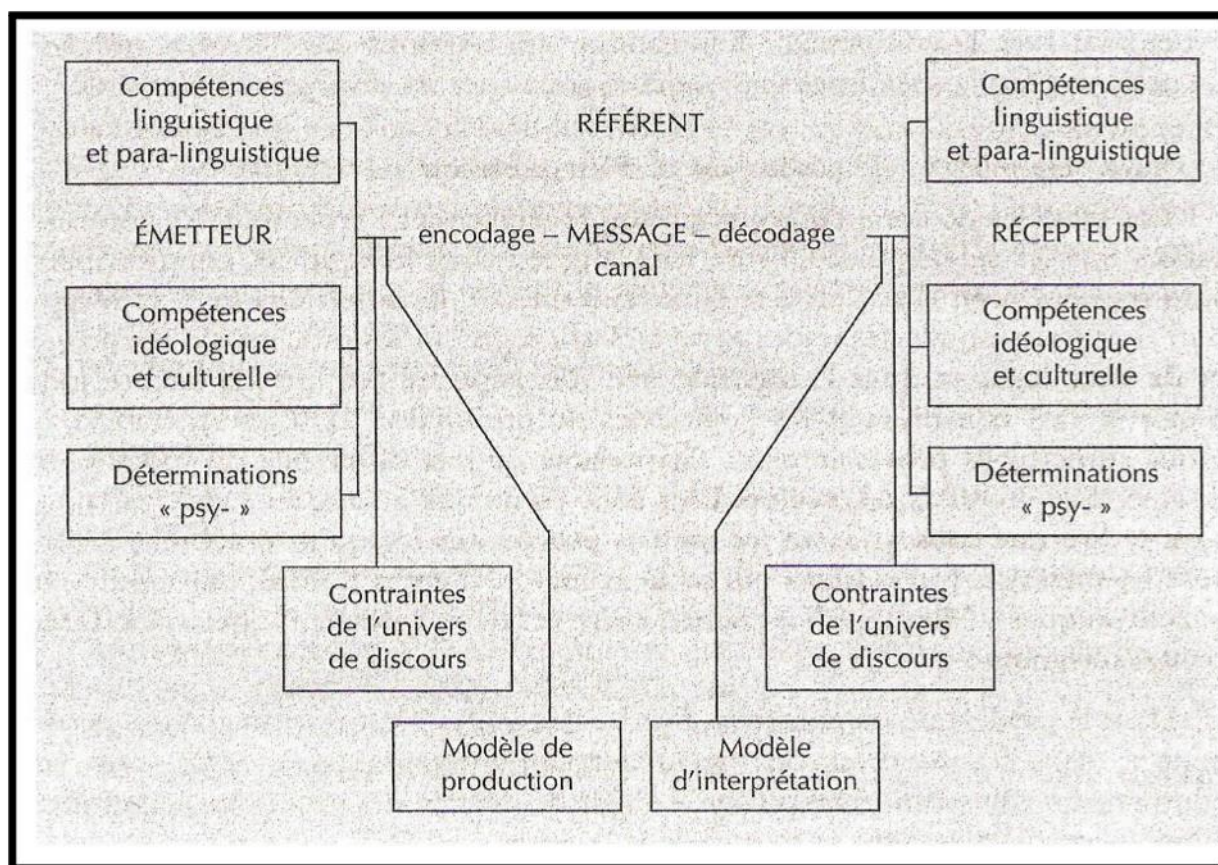 Compétences
linguistique
et para-linguistique
RÉFÉRENT
Compétences
linguistique
et para-linguistique
ÉMETTEUR
encodage – MESSAGE – décodage
canal
RÉCEPTEUR
Compétences
idéologique
et culturelle
Compétences
idéologique
et culturelle
Déterminations
« psy- »
Déterminations
« psy- »
Contraintes
de l'univers
de discours
Contraintes
de l'univers
de discours
Modèle de
production
Modèle
d'interprétation